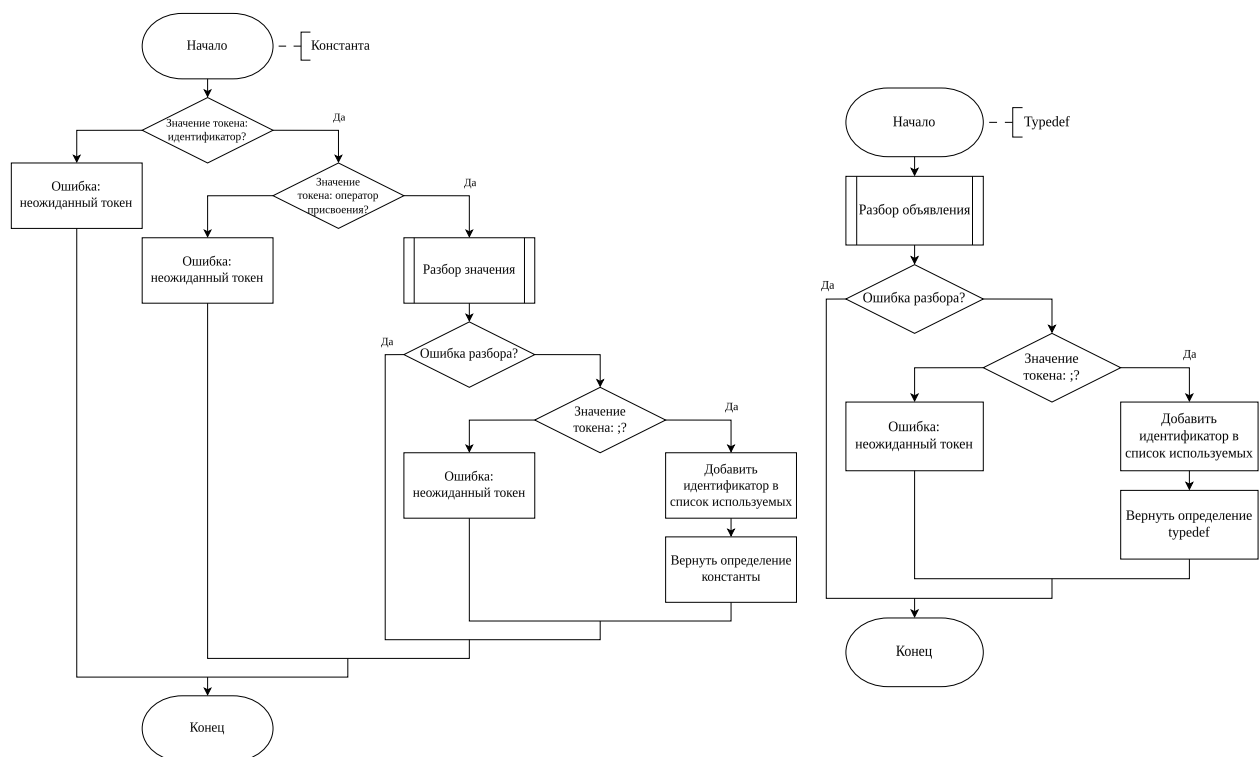 Начало
Константа
Значение токена:
идентификатор?
Да
Ошибка:
неожиданный токен
Значение
токена: оператор
присвоения?
Да
Ошибка:
неожиданный токен
Разбор значения
Ошибка разбора?
Да
Значение
токена: ;?
Да
Ошибка:
неожиданный токен
Добавить
идентификатор в
список используемых
Вернуть определение
константы
Конец
Начало
Typedef
Разбор объявления
Да
Ошибка разбора?
Значение
токена: ;?
Да
Ошибка:
неожиданный токен
Добавить
идентификатор в
список используемых
Вернуть определение
typedef
Конец